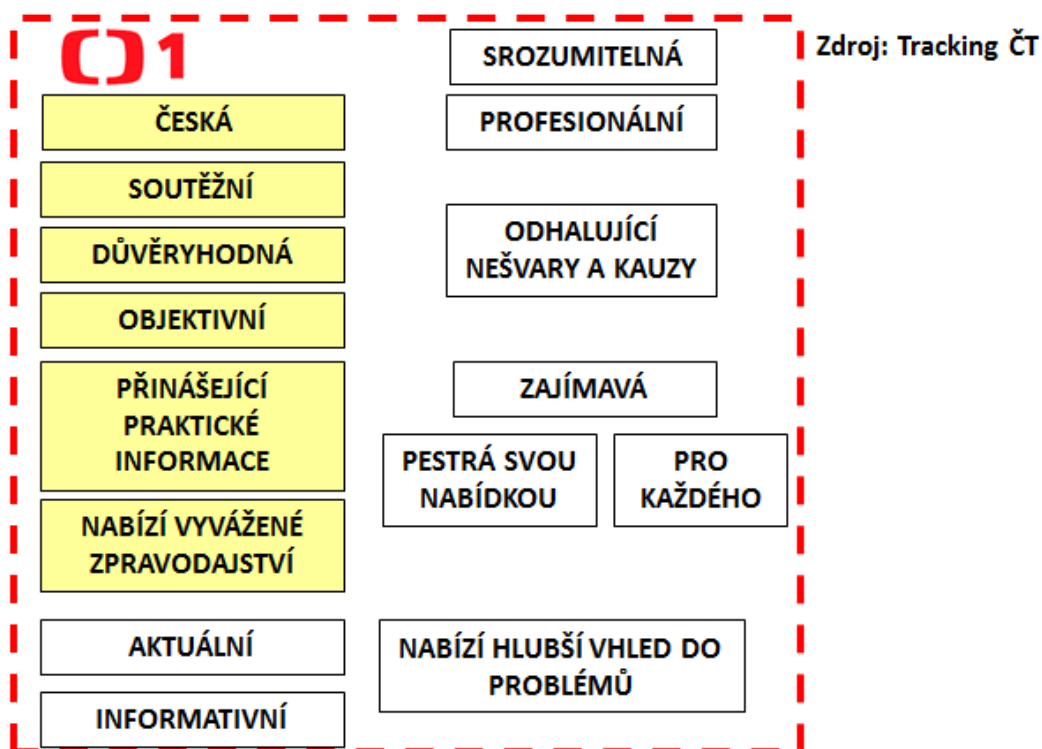 ČT1
Zdroj: Tracking ČT
ČESKÁ
SOUTĚŽNÍ
DŮVĚRYHODNÁ
OBJEKTIVNÍ
PŘINÁŠEJÍCÍ
PRAKTICKÉ
INFORMACE
NABÍZÍ VYVÁŽENÉ
ZPRAVODAJSTVÍ
AKTUÁLNÍ
INFORMATIVNÍ
SROZUMITELNÁ
PROFESIONÁLNÍ
ODHALUJÍCÍ
NEŠVARY A KAUZY
ZAJÍMAVÁ
PESTRÁ SVOU
NABÍDKOU
PRO
KAŽDÉHO
NABÍZÍ HLUBŠÍ VHLED DO
PROBLÉMŮ